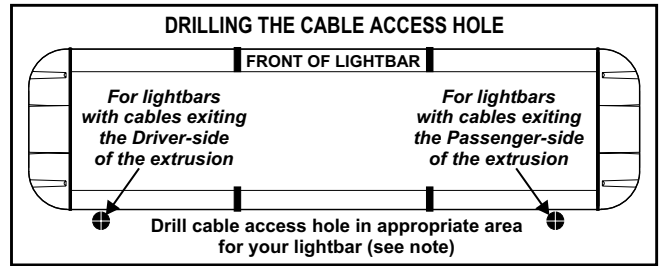 DRILLING THE CABLE ACCESS HOLE
FRONT OF LIGHTBAR
For lightbars
with cables exiting
the Driver-side
of the extrusion
For lightbars
with cables exiting
the Passenger-side
of the extrusion
Drill cable access hole in appropriate area
for your lightbar (see note)